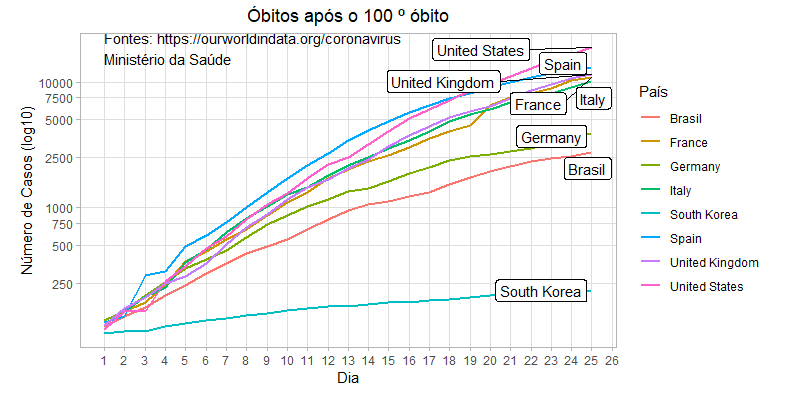 Óbitos após o 100 º óbito
Fontes: https://ourworldindata.org/coronavirus
Ministério da Saúde
United States
Spain
United Kingdom
Italy
France
Germany
Brasil
South Korea
Número de Casos (log10)
10000
7500
5000
2500
1000
750
500
250
1 2 3 4 5 6 7 8 9 10 11 12 13 14 15 16 17 18 19 20 21 22 23 24 25 26
Dia
País
Brasil
France
Germany
Italy
South Korea
Spain
United Kingdom
United States